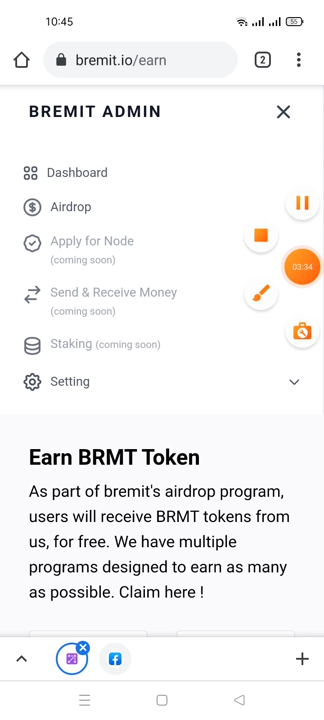 10:45
55
bremit.io/earn
2
BREMIT ADMIN
Dashboard
Airdrop
Apply for Node
(coming soon)
Send & Receive Money
(coming soon)
Staking (coming soon)
Setting
03:34
Earn BRMT Token
As part of bremit's airdrop program,
users will receive BRMT tokens from
us, for free. We have multiple
programs designed to earn as many
as possible. Claim here !